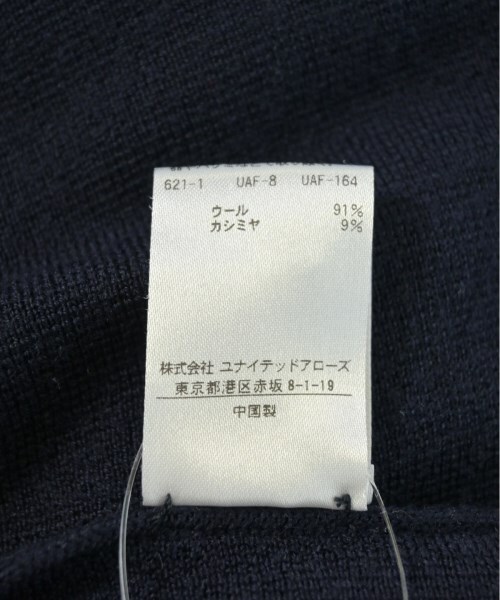 621-1 UAF-8 UAF-164
ウール 91%
カシミヤ 9%
株式会社 ユナイテッドアローズ
東京都港区赤坂 8-1-19
中国製